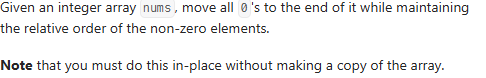 Given an integer array nums, move all 0's to the end of it while maintaining
the relative order of the non-zero elements.
Note that you must do this in-place without making a copy of the array.